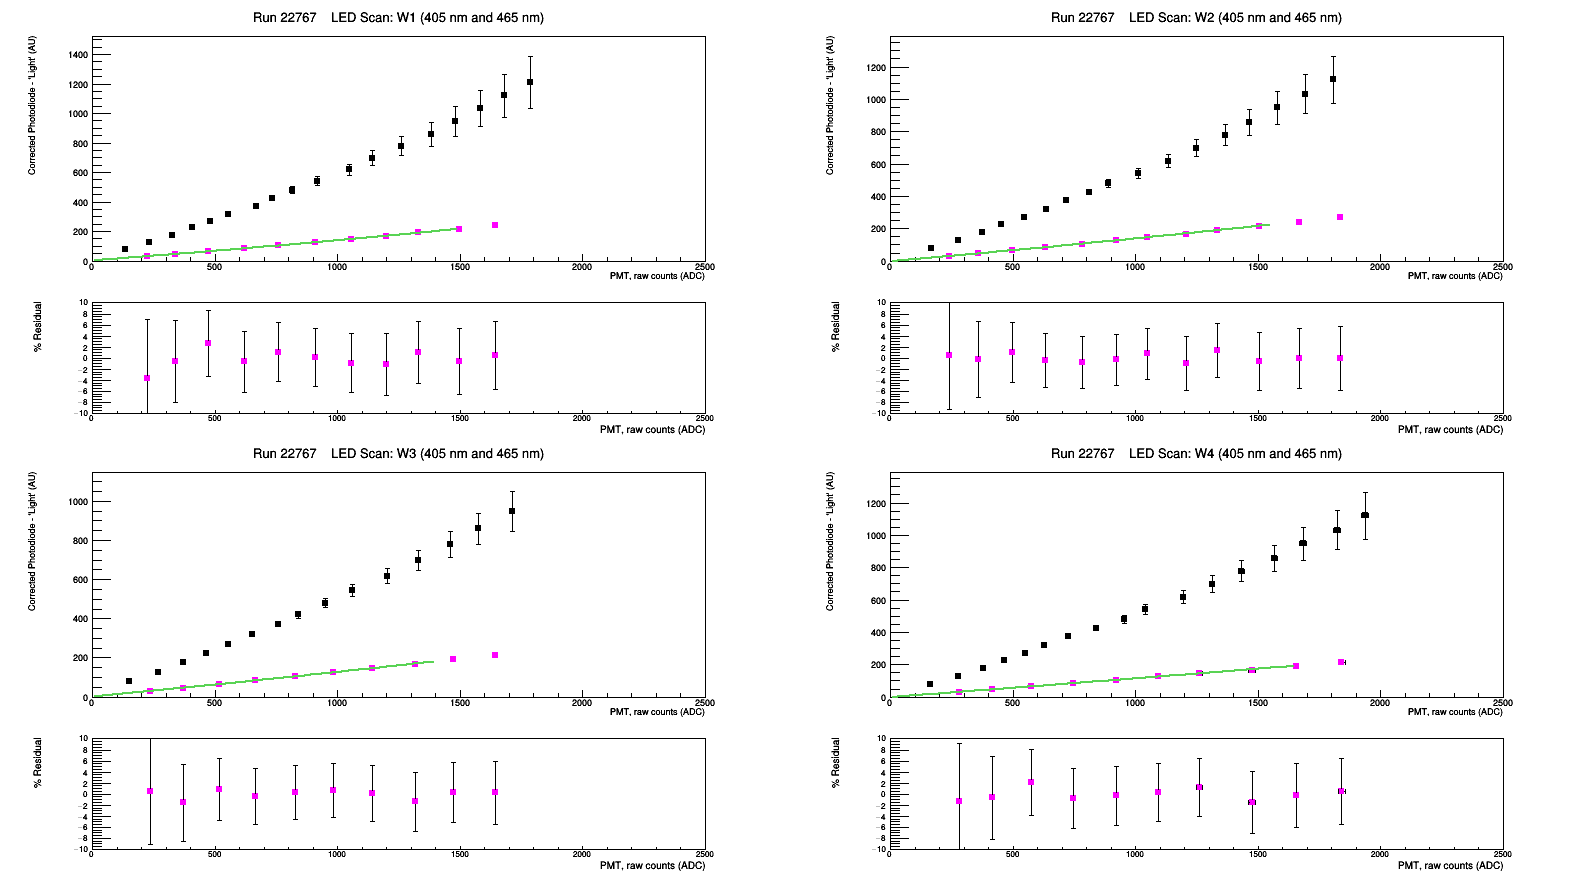 Run 22767 LED Scan: W1 (405 nm and 465 nm)
Corrected Photodiode - 'Light' (AU)
1400
1200
1000
800
600
400
200
0
0 500 1000 1500 2000 2500
PMT, raw counts (ADC)
% Residual
10
8
6
4
2
0
−2
−4
−6
−8
−10
0 500 1000 1500 2000 2500
PMT, raw counts (ADC)
Run 22767 LED Scan: W2 (405 nm and 465 nm)
Corrected Photodiode - 'Light' (AU)
1200
1000
800
600
400
200
0
0 500 1000 1500 2000 2500
PMT, raw counts (ADC)
% Residual
10
8
6
4
2
0
−2
−4
−6
−8
−10
0 500 1000 1500 2000 2500
PMT, raw counts (ADC)
Run 22767 LED Scan: W3 (405 nm and 465 nm)
Corrected Photodiode - 'Light' (AU)
1000
800
600
400
200
0
0 500 1000 1500 2000 2500
PMT, raw counts (ADC)
% Residual
10
8
6
4
2
0
−2
−4
−6
−8
−10
0 500 1000 1500 2000 2500
PMT, raw counts (ADC)
Run 22767 LED Scan: W4 (405 nm and 465 nm)
Corrected Photodiode - 'Light' (AU)
1200
1000
800
600
400
200
0
0 500 1000 1500 2000 2500
PMT, raw counts (ADC)
% Residual
10
8
6
4
2
0
−2
−4
−6
−8
−10
0 500 1000 1500 2000 2500
PMT, raw counts (ADC)